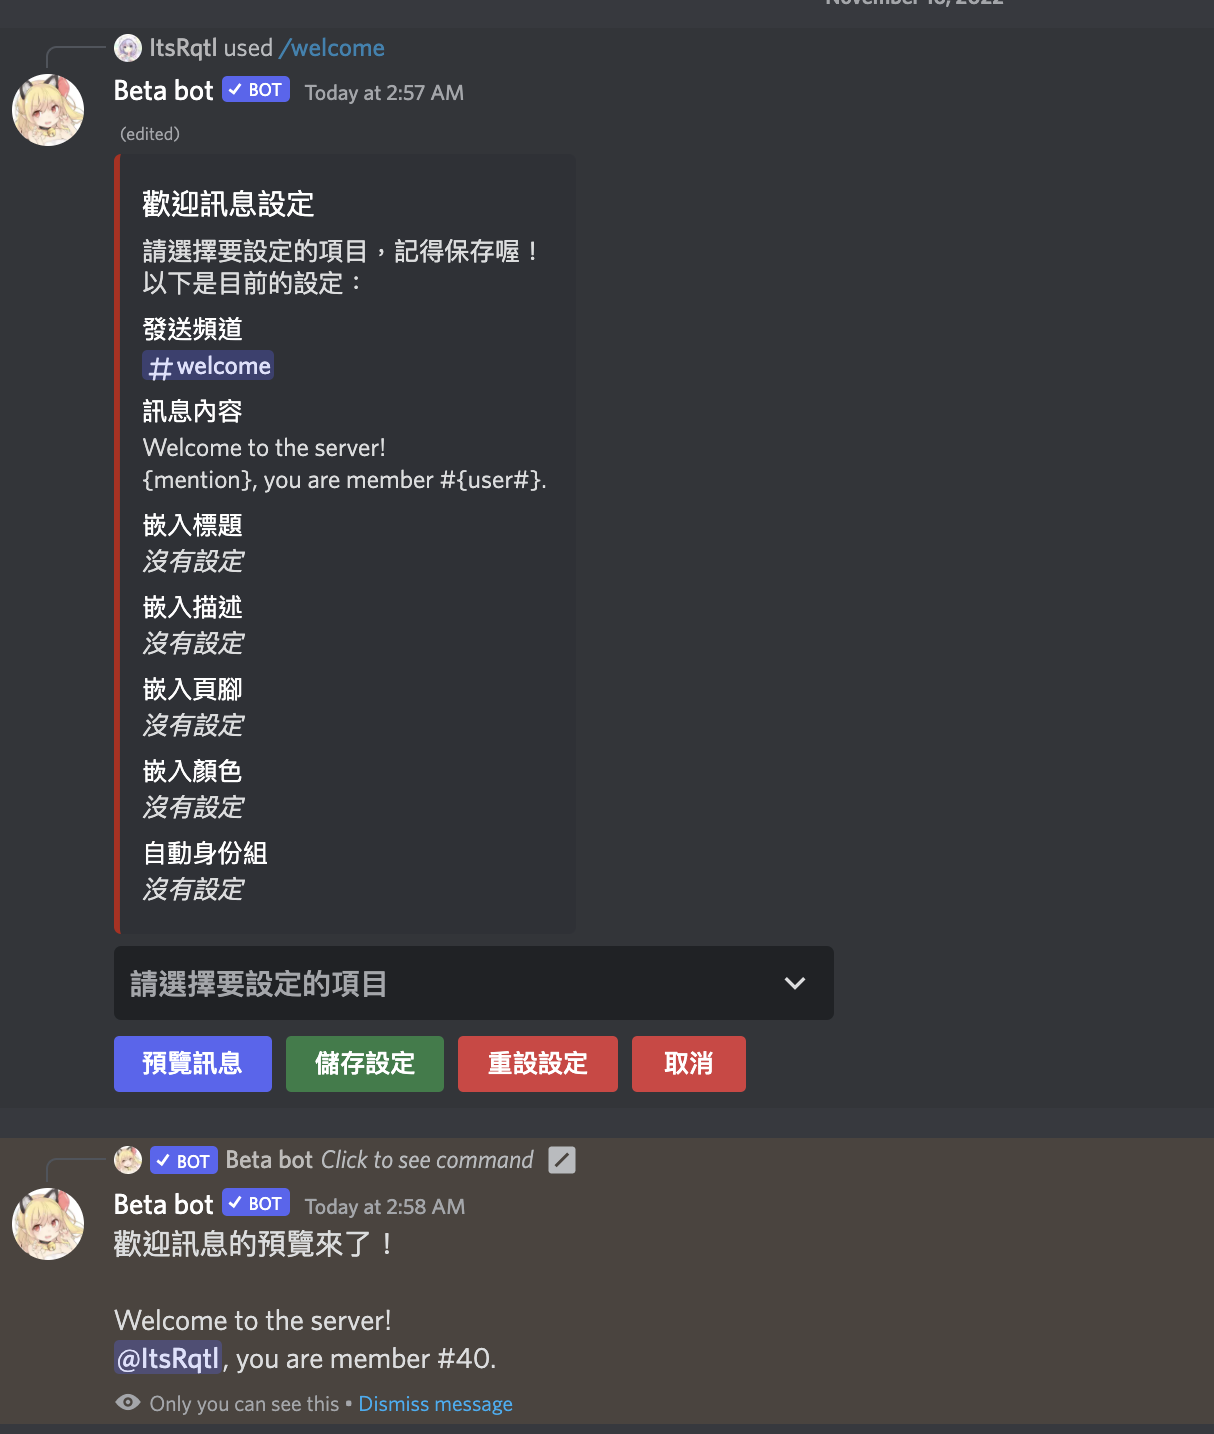 November 16, 2022
ItsRqtl used /welcome
Beta bot BOT Today at 2:57 AM
(edited)
歡迎訊息設定
請選擇要設定的項目，記得保存喔！
以下是目前的設定：
發送頻道
#welcome
訊息內容
Welcome to the server!
{mention}, you are member #{user#}.
嵌入標題
沒有設定
嵌入描述
沒有設定
嵌入頁腳
沒有設定
嵌入顏色
沒有設定
自動身份組
沒有設定
請選擇要設定的項目
預覽訊息 儲存設定 重設設定 取消
BOT Beta bot Click to see command
Beta bot BOT Today at 2:58 AM
歡迎訊息的預覽來了！
Welcome to the server!
@ItsRqtl, you are member #40.
Only you can see this • Dismiss message